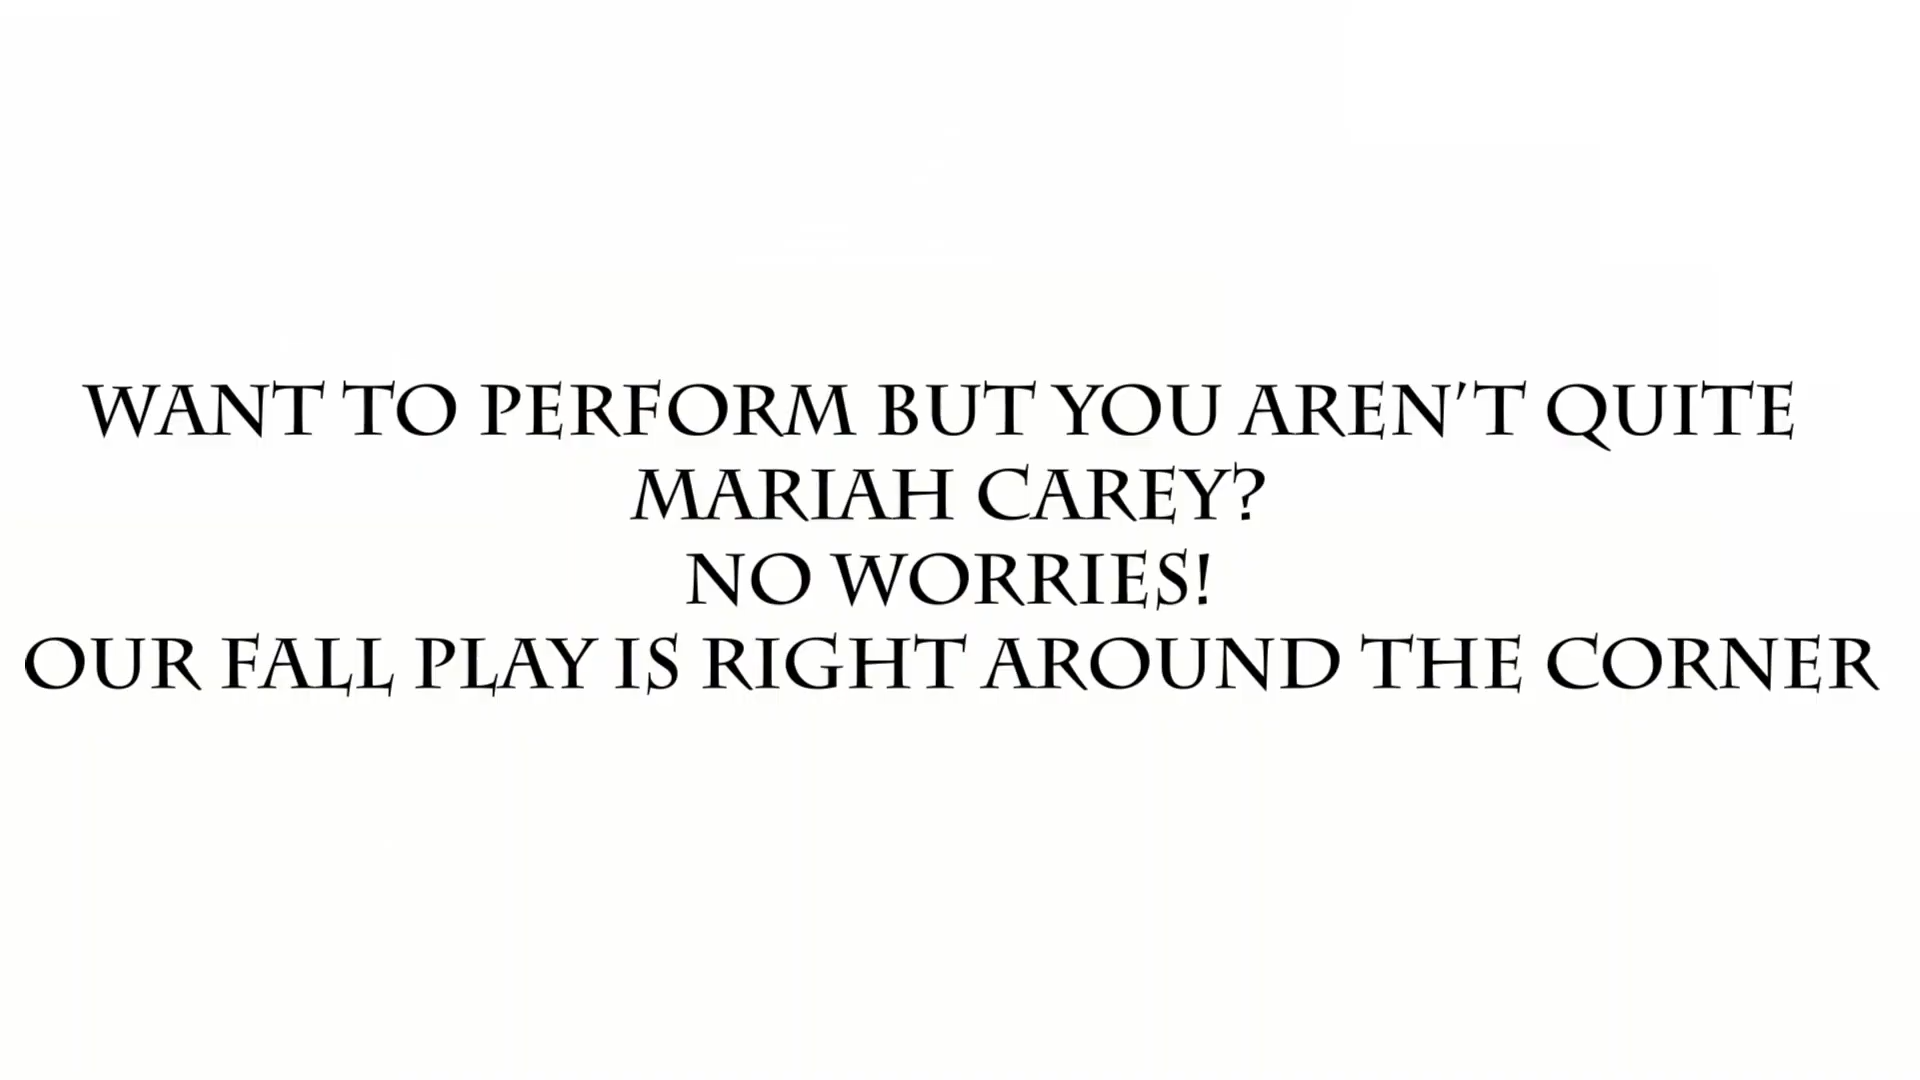 WANT TO PERFORM BUT YOU AREN'T QUITE
MARIAH CAREY?
NO WORRIES!
OUR FALL PLAY IS RIGHT AROUND THE CORNER